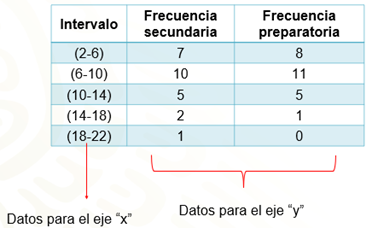 Intervalo Frecuencia secundaria Frecuencia preparatoria
(2-6) 7 8
(6-10) 10 11
(10-14) 5 5
(14-18) 2 1
(18-22) 1 0
Datos para el eje “x”
Datos para el eje “y”